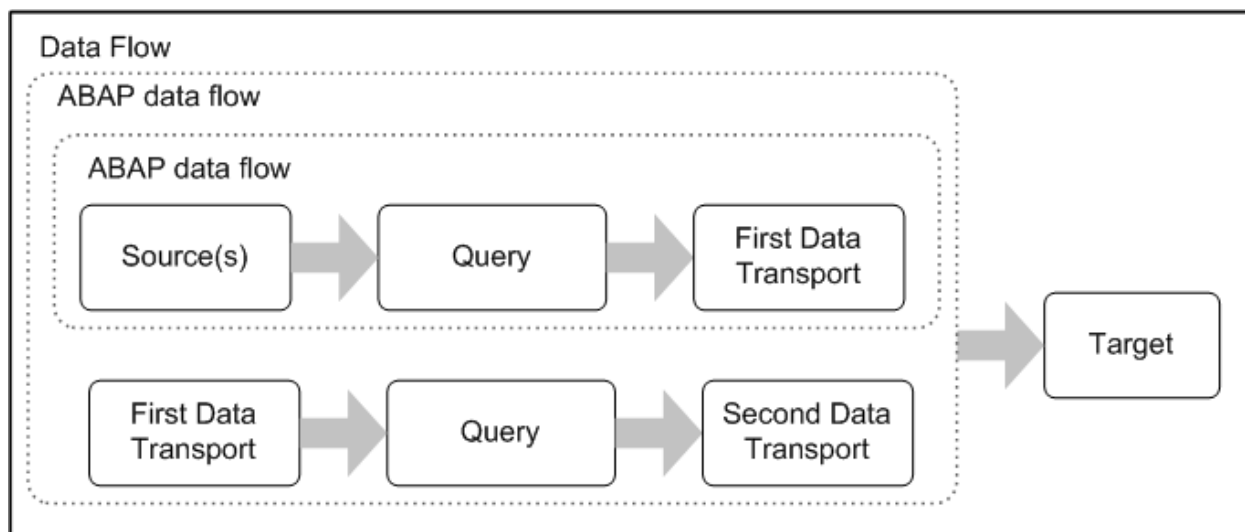 Data Flow
ABAP data flow
ABAP data flow
Source(s)
Query
First Data
Transport
Target
First Data
Transport
Query
Second Data
Transport